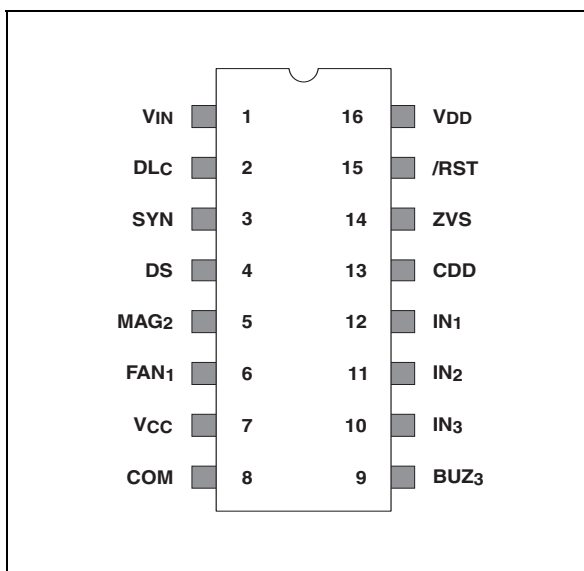 VIN 1 16 VDD
DLC 2 15 /RST
SYN 3 14 ZVS
DS 4 13 CDD
MAG2 5 12 IN1
FAN1 6 11 IN2
VCC 7 10 IN3
COM 8 9 BUZ3